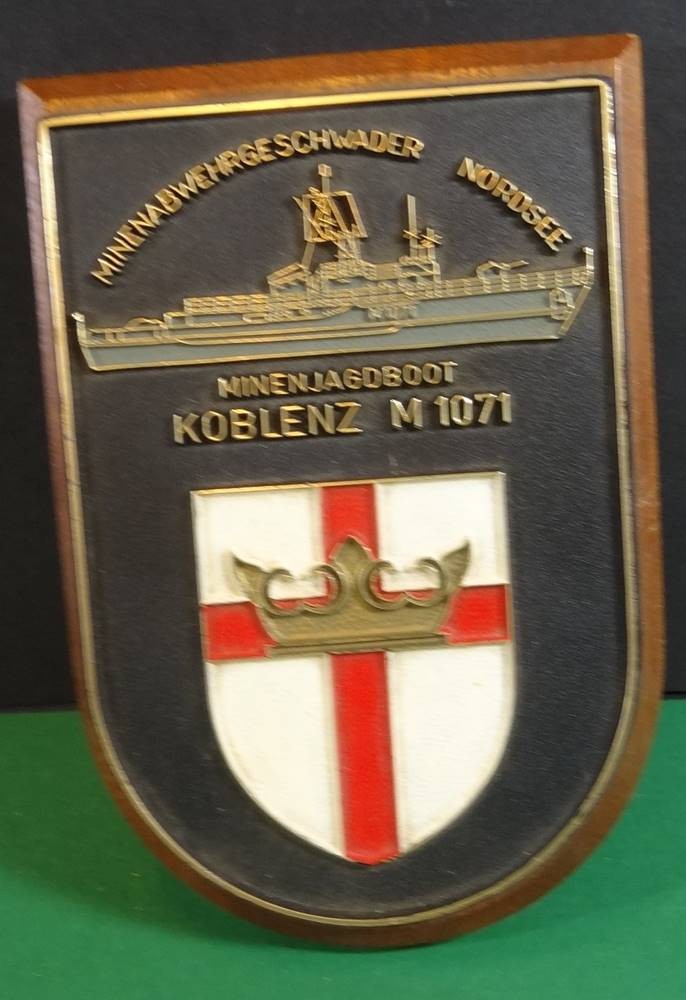 MINENABWEHRGESCHWADER NORDSEE
MINENJAGDBOOT
KOBLENZ M 1071